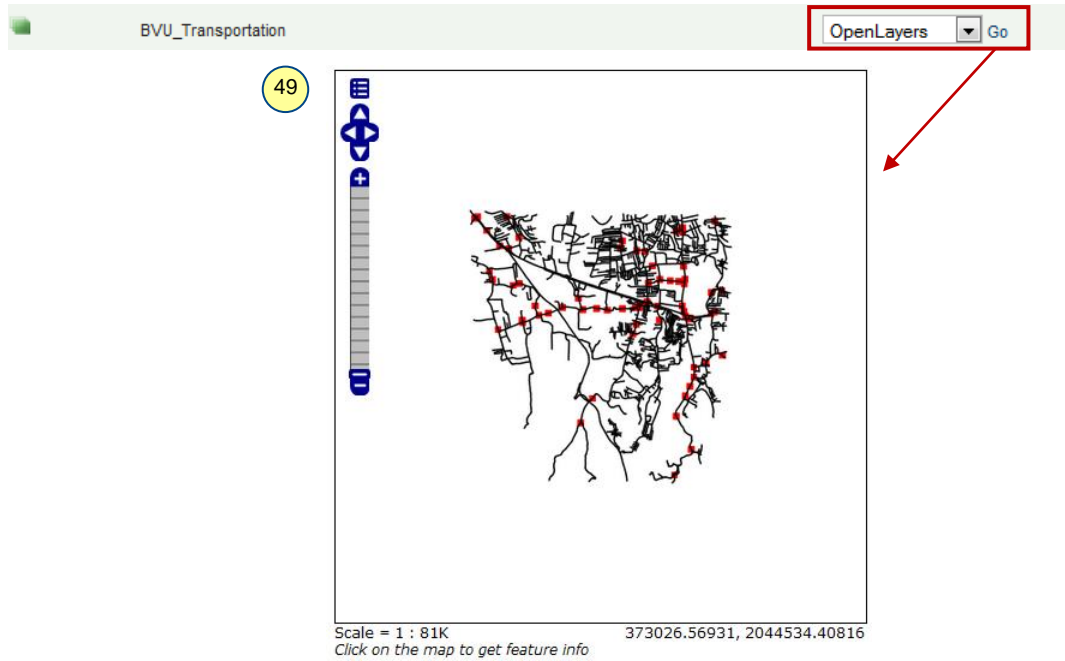 BVU_Transportation OpenLayers Go
49
Scale = 1 : 81K 373026.56931, 2044534.40816
Click on the map to get feature info